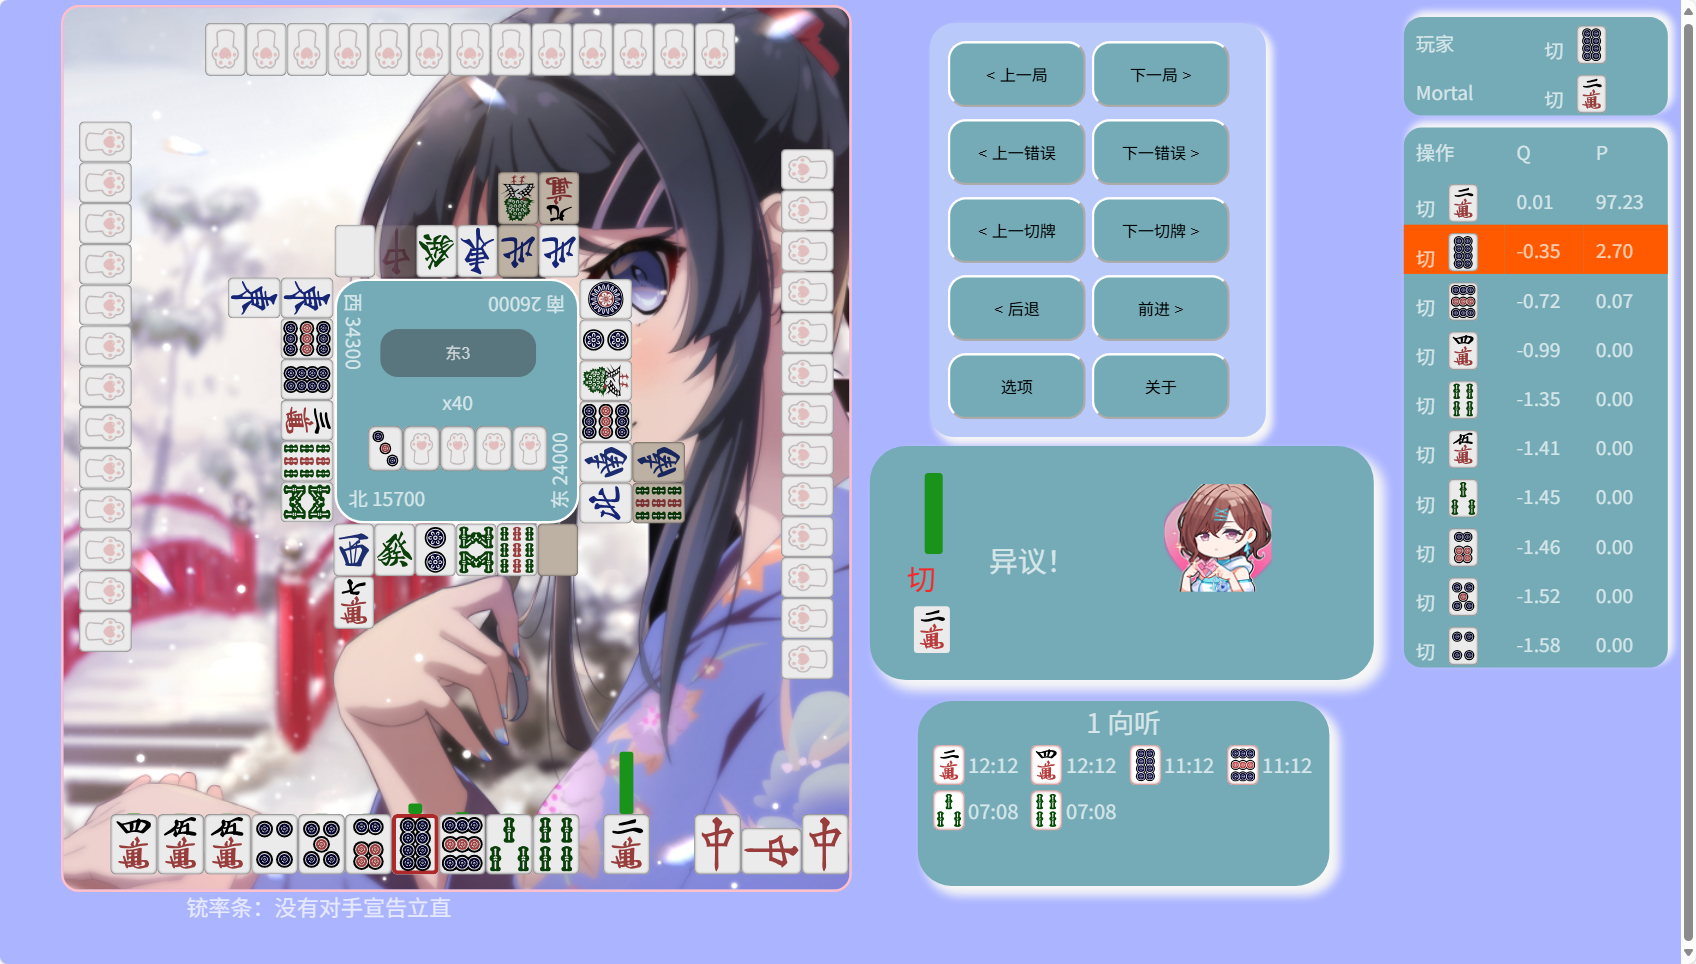 西 34300
南 26000
东3
x40
北 15700
东 24000
铳率条：没有对手宣告立直
< 上一局
下一局 >
< 上一错误
下一错误 >
< 上一切牌
下一切牌 >
< 后退
前进 >
选项
关于
切
异议！
1 向听
12:12 12:12 11:12 11:12
07:08 07:08
玩家 切
Mortal 切
操作 Q P
切 0.01 97.23
切 -0.35 2.70
切 -0.72 0.07
切 -0.99 0.00
切 -1.35 0.00
切 -1.41 0.00
切 -1.45 0.00
切 -1.46 0.00
切 -1.52 0.00
切 -1.58 0.00